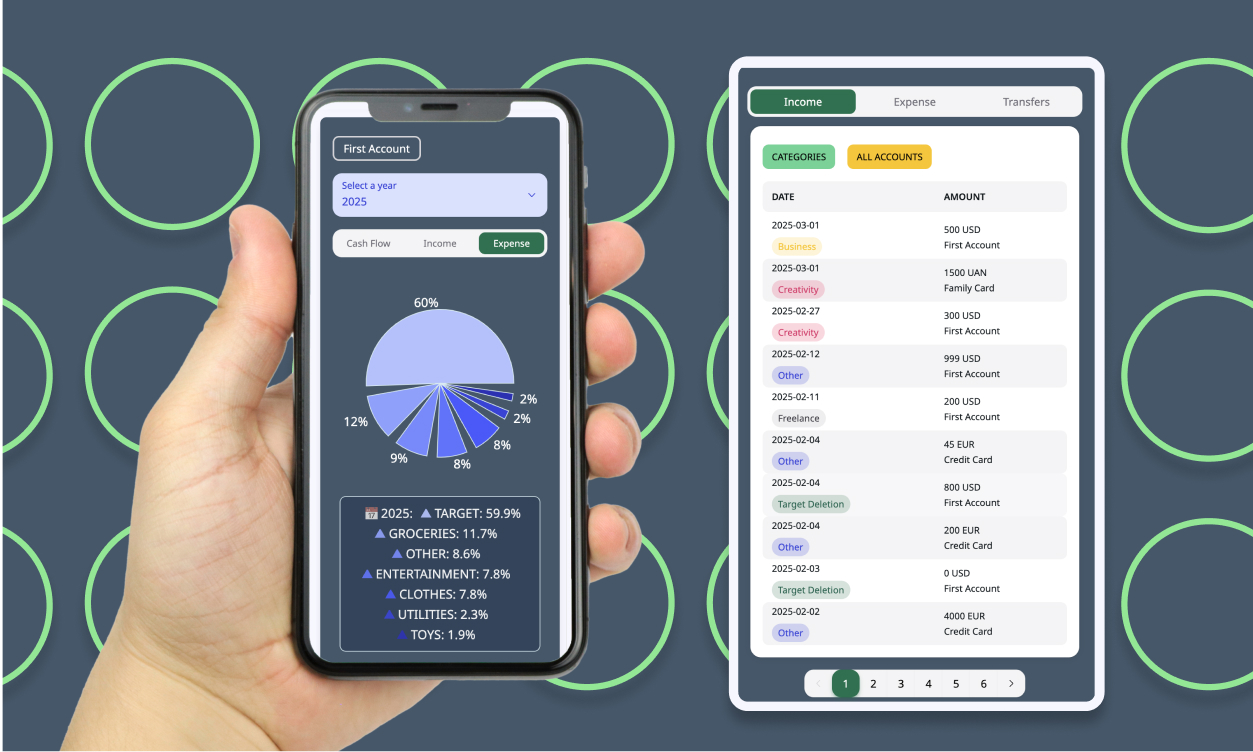 First Account
Select a year
2025
Cash Flow Income Expense
60%
2%
2%
8%
8%
9%
12%
📅 2025: ▲ TARGET: 59.9%
▲ GROCERIES: 11.7%
▲ OTHER: 8.6%
▲ ENTERTAINMENT: 7.8%
▲ CLOTHES: 7.8%
▲ UTILITIES: 2.3%
▲ TOYS: 1.9%
Income Expense Transfers
CATEGORIES ALL ACCOUNTS
DATE AMOUNT
2025-03-01 500 USD
Business First Account
2025-03-01 1500 UAN
Creativity Family Card
2025-02-27 300 USD
Creativity First Account
2025-02-12 999 USD
Other First Account
2025-02-11 200 USD
Freelance First Account
2025-02-04 45 EUR
Other Credit Card
2025-02-04 800 USD
Target Deletion First Account
2025-02-04 200 EUR
Other Credit Card
2025-02-03 0 USD
Target Deletion First Account
2025-02-02 4000 EUR
Other Credit Card
< 1 2 3 4 5 6 >